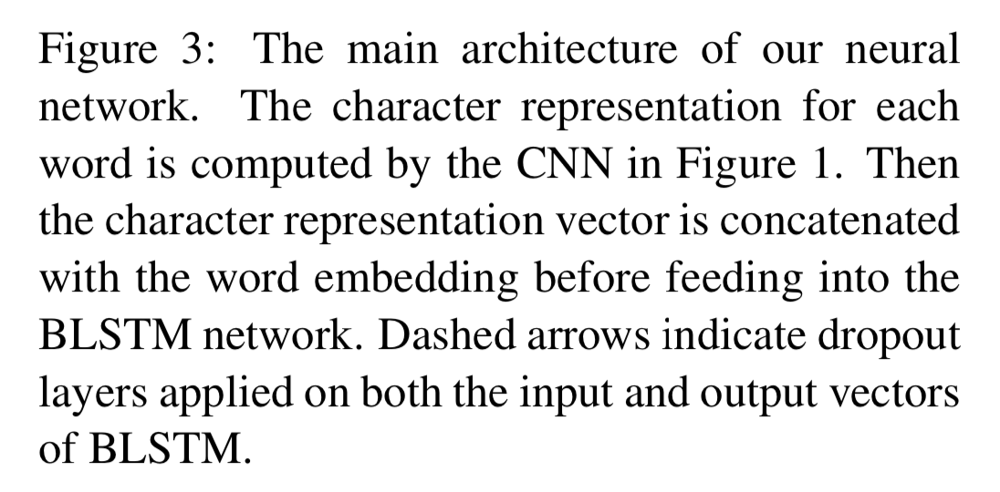 Figure 3: The main architecture of our neural
network. The character representation for each
word is computed by the CNN in Figure 1. Then
the character representation vector is concatenated
with the word embedding before feeding into the
BLSTM network. Dashed arrows indicate dropout
layers applied on both the input and output vectors
of BLSTM.